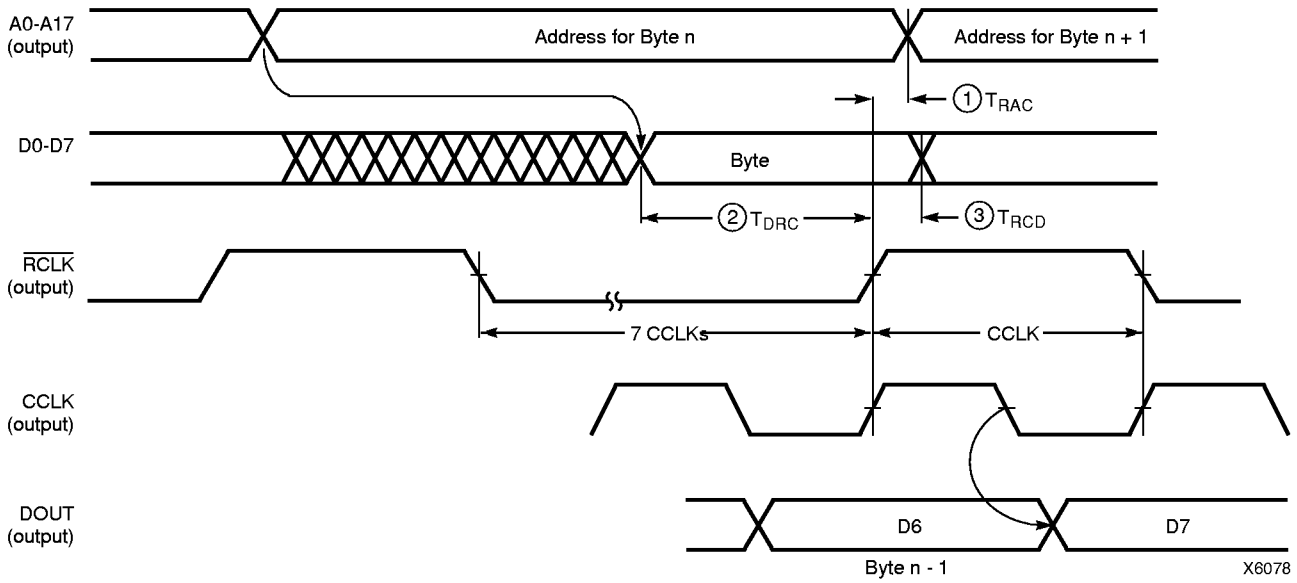 A0-A17
(output)
Address for Byte n
Address for Byte n + 1
1 TRAC
D0-D7
Byte
2 TDRC
3 TRCD
RCLK
(output)
7 CCLKs
CCLK
CCLK
(output)
DOUT
(output)
D6
D7
Byte n - 1
X6078